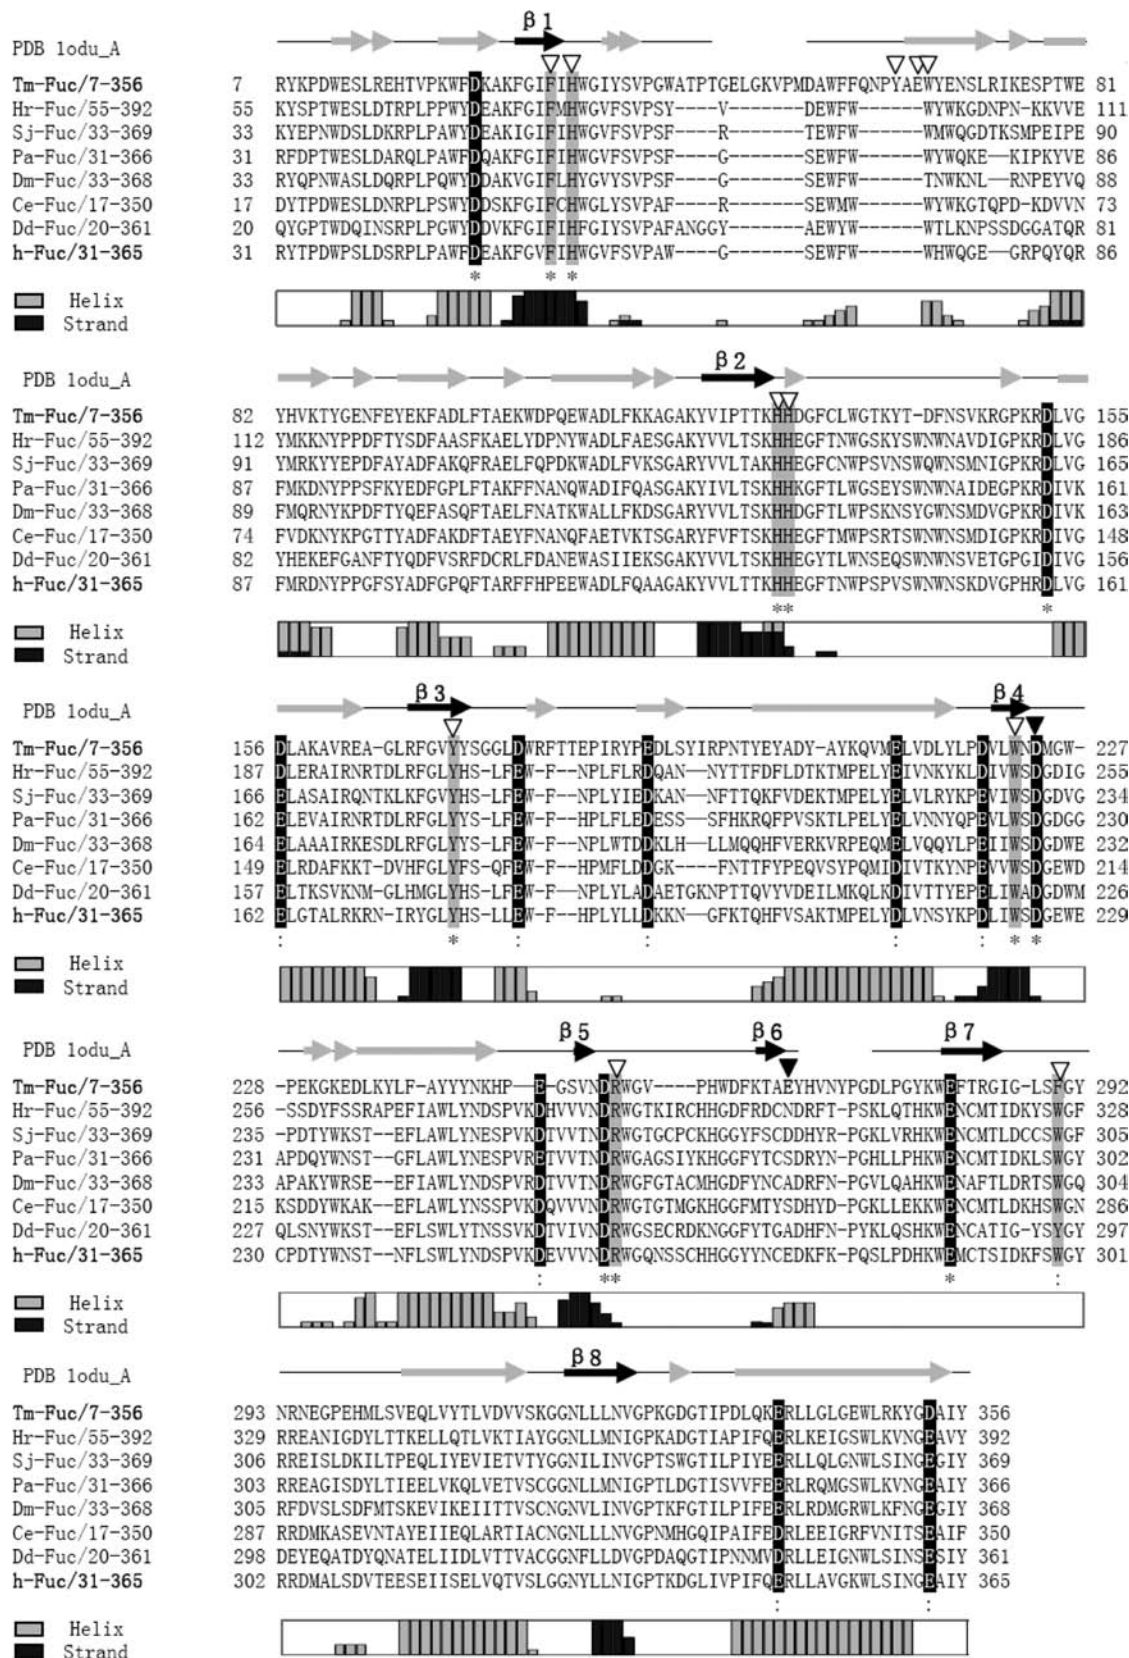 β1
PDB 1odu_A
Tm-Fuc/7-356 7 RYKPDWESLREHTVPKWFDKAKFGIFIHWGIYSVPGWATPTGELGKVPMDAWFFQNPYAEWYENSLRIKESPTWE 81
Hr-Fuc/55-392 55 KYSPTWESLDTRPLPPWYDEAKFGIFMHWGVFSVPSY----V-------DEWFW------WYWKGDNPN-KKVVE 111
Sj-Fuc/33-369 33 KYEPNWDSLDKRPLPAWYDEAKIGIFIHWGVFSVPSF----R-------TEWFW------WMWQGDTKSMPEIPE 90
Pa-Fuc/31-366 31 RFDPTWESLDARQLPAWFDQAKFGIFIHWGVFSVPSF----G-------SEWFW------WYWQKE--KIPKYVE 86
Dm-Fuc/33-368 33 RYQPNWASLDQRPLPQWYDDAKVGIFLHYGVYSVPSF----G-------SEWFW------TNWKNL--RNPEYVQ 88
Ce-Fuc/17-350 17 DYTPDWESLDNRPLPSWYDDSKFGIFCHWGLYSVPAF----R-------SEWMW------YYWKGTQPD-KDVVN 73
Dd-Fuc/20-361 20 QYGPTWDQINSRPLPGWYDDVKFGIFIHFGIYSVPAFANGGY-------AEWYW------WTLKNPSSDGGATQR 81
h-Fuc/31-365 31 RYTPDWPSLDSRPLPAWFDEAKFGVFIHWGVFSVPAW----G-------SEWFW------WHWQGE--GRPQYQR 86
* * *
Helix
Strand
β2
PDB 1odu_A
Tm-Fuc/7-356 82 YHVKTYGENFEYEKFADLFTAEKWDPQEWADLFKKAGAKYVIPTTKHHDGFCLWGTKYT-DFNSVKRGPKRDLVG 155
Hr-Fuc/55-392 112 YMKKNYPPDFTYSDFAASFKAELYDPNYWADLFAESGAKYVVLTSKHHEGFTNWGSKYSWNWNAVDIGPKRDLVG 186
Sj-Fuc/33-369 91 YMRKYYEPDFAYADFAKQFRAELFQPDKWADLFVKSGARYVVLTAKHHEGFCNWPSVNSWQWNSMNIGPKRDLVG 165
Pa-Fuc/31-366 87 FMKDNYPPSFKYEDFGPLFTAKFFNANQWADIFQASGAKYIVLTSKHHKGFTLWGSEYSWNWNAIDEGPKRDIVK 161
Dm-Fuc/33-368 89 FMQRNYKPDFTYQEFASQFTAELFNATKWALLFKDSGARYVVLTSKHHDGFTLWPSKNSYGWNSMDVGPKRDIVK 163
Ce-Fuc/17-350 74 FVDKNYKPGTTYADFAKDFTAEYFNANQFAETVKTSGARYVVFTSKHHEGFTMWPSRTSWNWNSMDIGPKRDIVG 148
Dd-Fuc/20-361 82 YHEKEFGANFTYQDFVSRFDCRLFDANEWASIIEKSGAKYVVLTSKHHEGYTLWNSEQSWNWNSVETGPGIDIVG 156
h-Fuc/31-365 87 FMRDNYPPGFSYADFGPQFTARFFHPEEWADLFQAAGAKYVVLTTKHHEGFTNWPSPVSWNWNSKDVGPHRDLVG 161
** *
Helix
Strand
β3 β4
PDB 1odu_A
Tm-Fuc/7-356 156 DLAKAVREA-GLRFGVYYSGGLDWRFTTEPIRYPEDLSYIRPNTYEYADY-AYKQVMELVDLYLPDVLWNDMGW- 227
Hr-Fuc/55-392 187 DLERAIRNRTDLRFGLYHS-LFEW-F--NPLFLRDQAN--NYTTFDFLDTKTMPELYEIVNKYKLDIVWSDGDIG 255
Sj-Fuc/33-369 166 ELASAIRQNTKLKFGVYHS-LFEW-F--NPLYIEDKAN--NFTTQKFVDEKTMPELYELVLRYKPEVIWSDGDVG 234
Pa-Fuc/31-366 162 ELEVAIRNRTDLRFGLYYS-LFEW-F--HPLFLEDESS--SFHKRQFPVSKTLPELYELVNNYQPEVLWSDGDGG 230
Dm-Fuc/33-368 164 ELAAAIRKESDLRFGLYYS-LFEW-F--NPLWTDDKLH--LLMQQHFVERKVRPEQMELVQQYLPEIIWSDGDWE 232
Ce-Fuc/17-350 149 ELRDAFKKT-DVHFGLYFS-QFEW-F--HPMFLDDGK---FNTTFYPEQVSYPQMIDIVTKYNPEVVWSDGEWD 214
Dd-Fuc/20-361 157 ELTKSVKNM-GLHMGLYHS-LFEW-F--NPLYLADAETGKNPTTQVYVDEILMKQLKDIVTTYEPELIWADGDWM 226
h-Fuc/31-365 162 ELGTALRKRN-IRYGLYHS-LLEW-F--HPLYLLDKKN-GFKTQHFVSAKTMPELYDLVNSYKPDLIWSDGEWE 229
: * : : : : * *
Helix
Strand
β5 β6 β7
PDB 1odu_A
Tm-Fuc/7-356 228 -PEKGKEDLKYLF-AYYYNKHP--E-GSVNDRWGV----PHWDFKTAEYHVNYPGDLPGYKWEFTRGIG-LSFGY 292
Hr-Fuc/55-392 256 -SSDYFSSRAPEFIAWLYNDSPVKDHVVVNDRWGTKIRCHHGDFRDCNDRFT-PSKLQTHKWENCMTIDKYSWGF 328
Sj-Fuc/33-369 235 -PDTYWKST--EFLAWLYNESPVKDTVVTNDRWGTGCPCKHGGYFSCDDHYR-PGKLVRHKWENCMTLDCCSWGF 305
Pa-Fuc/31-366 231 APDQYWNST--GFLAWLYNESPVRETVVTNDRWGAGSIYKHGGFYTCSDRYN-PGHLLPHKWENCMTIDKLSWGY 302
Dm-Fuc/33-368 233 APAKYWRSE--EFIAWLYNDSPVRDTVVTNDRWGFGTACMHGDFYNCADRFN-PGVLQAHKWENAFTLDRTSWGQ 304
Ce-Fuc/17-350 215 KSDDYWKAK--EFLAWLYNSSPVKDQVVVNDRWGTGTMGKHGGFMTYSDHYD-PGKLLEKKWENCMTLDKHSWGN 286
Dd-Fuc/20-361 227 QLSNYWKST--EFLSWLYTNSSVKDTVIVNDRWGSECRDKNGGFYTGADHFN-PYKLQSHKWENCATIG-YSYGY 297
h-Fuc/31-365 230 CPDTYWNST--NFLSWLYNDSPVKDEVVVNDRWGQNSSCHHGGYYNCEDKFK-PQSLPDHKWEMCTSIDKFSWGY 301
: ** * :
Helix
Strand
β8
PDB 1odu_A
Tm-Fuc/7-356 293 NRNEGPEHMLSVEQLVYTLVDVVSKGGNLLLNVGPKGDGTIPDLQKERLLGLGEWLRKYGDAIY 356
Hr-Fuc/55-392 329 RREANIGDYLTTKELLQTLVKTIAYGGNLLMNIGPKADGTIAPIFQERLKEIGSWLKVNGEAVY 392
Sj-Fuc/33-369 306 RREISLDKILTPEQLIYEVIETVTYGGNILINVGPTSWGTILPIYEERLLQLGNWLSINGEGIY 369
Pa-Fuc/31-366 303 RREAGISDYLTIEELVKQLVETVSCGGNLLMNIGPTLDGTISVVFEERLRQMGSWLKVNGEAIY 366
Dm-Fuc/33-368 305 RFDVSLSDFMTSKEVIKEIITTVSCNGNVLINVGPTKFGTILPIFEERLRDMGRWLKFNGEGIY 368
Ce-Fuc/17-350 287 RRDMKASEVNTAYEIIEQLARTIACNGNLLLNVGPNMHGQIPAIFEDRLEEIGRFVNITSEAIF 350
Dd-Fuc/20-361 298 DEYEQATDYQNATELIIDLVTTVACGGNFLLDVGPDAQGTIPNNMVDRLLEIGNWLSINSESIY 361
h-Fuc/31-365 302 RRDMALSDVTEESEIISELVQTVSLGGNYLLNIGPTKDGLIVPIFQERLLAVGKWLSINGEAIY 365
: :
Helix
Strand